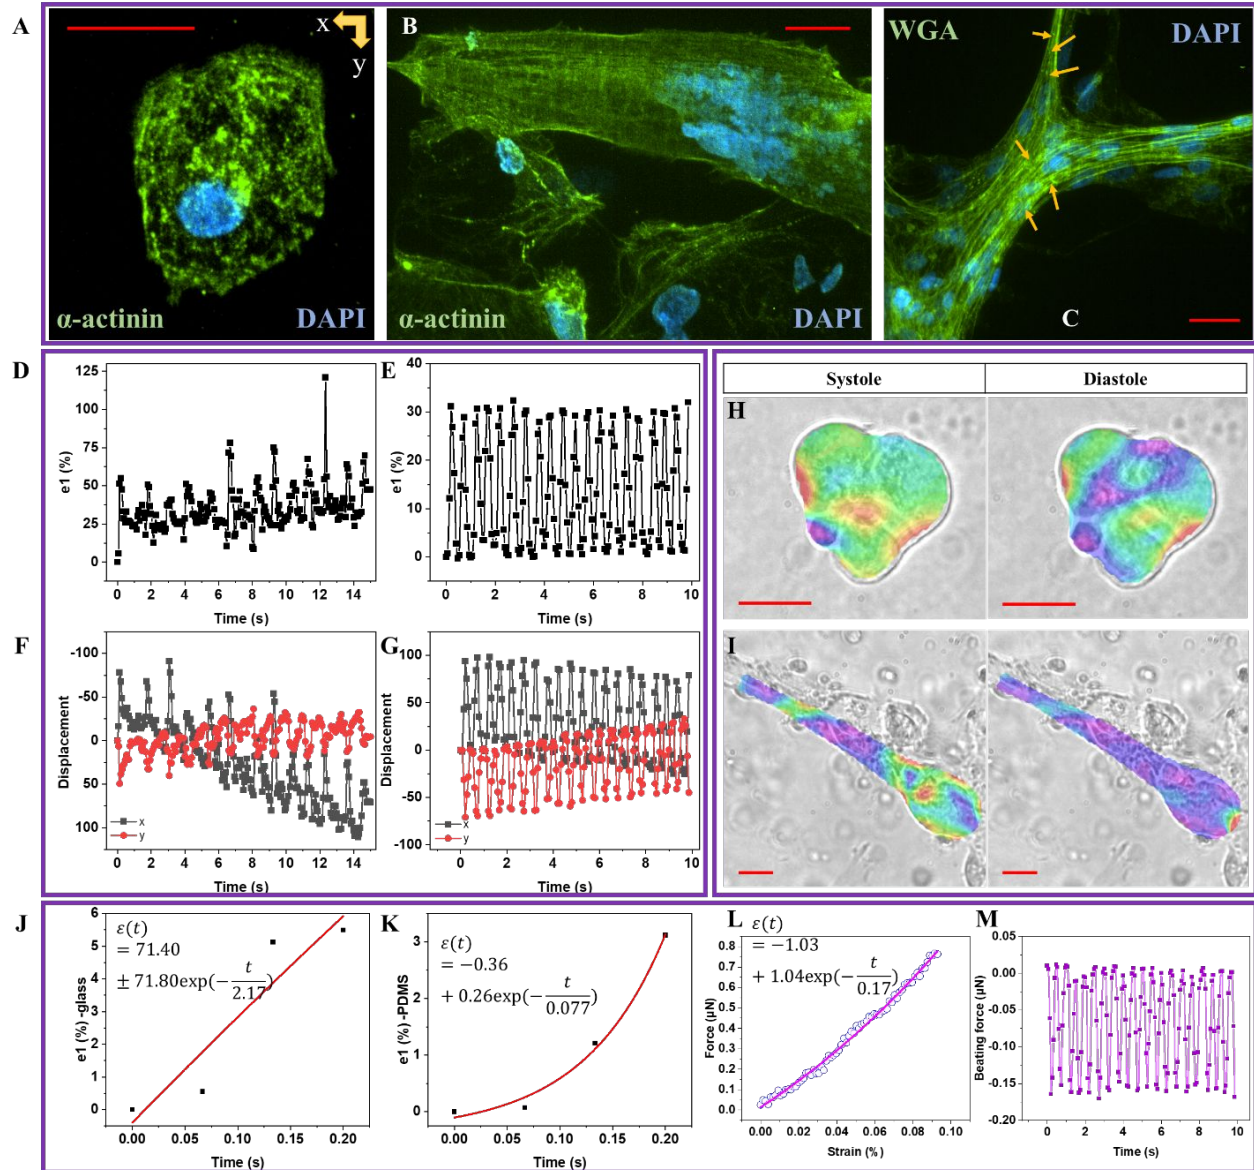 A
x
y
α-actinin
DAPI
B
α-actinin
DAPI
WGA
DAPI
C
D
125
100
75
50
25
0
e1 (%)
0 2 4 6 8 10 12 14
Time (s)
E
40
30
20
10
0
e1 (%)
0 2 4 6 8 10
Time (s)
F
-100
-50
0
50
100
Displacement
x
y
0 2 4 6 8 10 12 14
Time (s)
G
100
50
0
-50
-100
Displacement
x
y
0 2 4 6 8 10
Time (s)
Systole
Diastole
H
I
J
6
5
4
3
2
1
0
e1 (%) -glass
ε(t)
= 71.40
± 71.80exp(−t/2.17)
0.00 0.05 0.10 0.15 0.20
Time (s)
K
3
2
1
0
e1 (%) -PDMS
ε(t)
= −0.36
+ 0.26exp(−t/0.077)
0.00 0.05 0.10 0.15 0.20
Time (s)
L
0.8
0.7
0.6
0.5
0.4
0.3
0.2
0.1
0.0
Force (µN)
ε(t)
= −1.03
+ 1.04exp(−t/0.17)
0.00 0.02 0.04 0.06 0.08 0.10
Strain (%)
M
0.05
0.00
-0.05
-0.10
-0.15
-0.20
Beating force (µN)
0 2 4 6 8 10
Time (s)